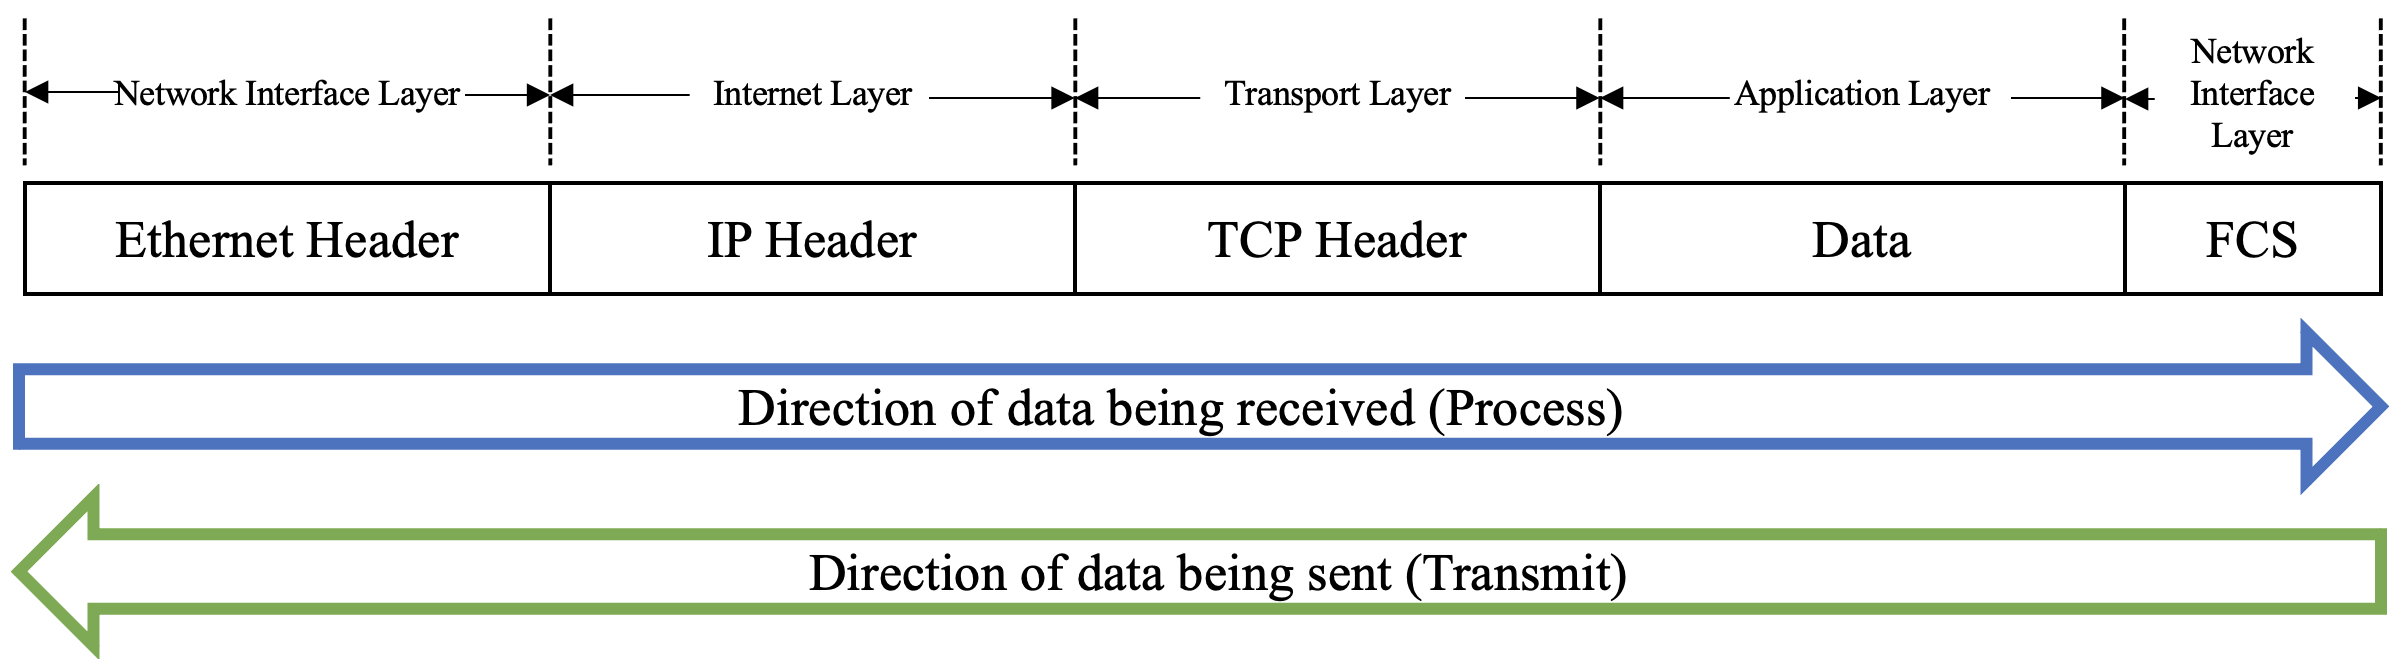 Network Interface Layer
Internet Layer
Transport Layer
Application Layer
Network
Interface
Layer
Ethernet Header
IP Header
TCP Header
Data
FCS
Direction of data being received (Process)
Direction of data being sent (Transmit)